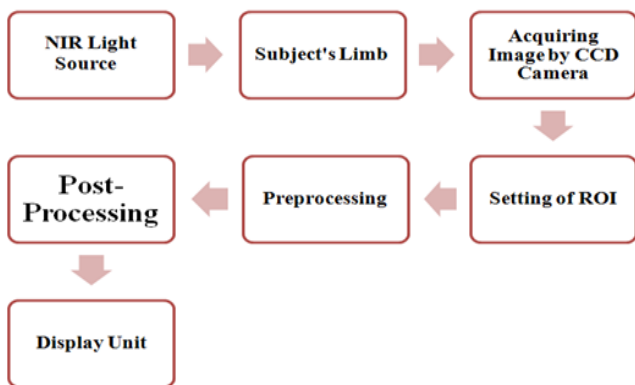 NIR Light
Source
Subject's Limb
Acquiring
Image by CCD
Camera
Setting of ROI
Preprocessing
Post-
Processing
Display Unit